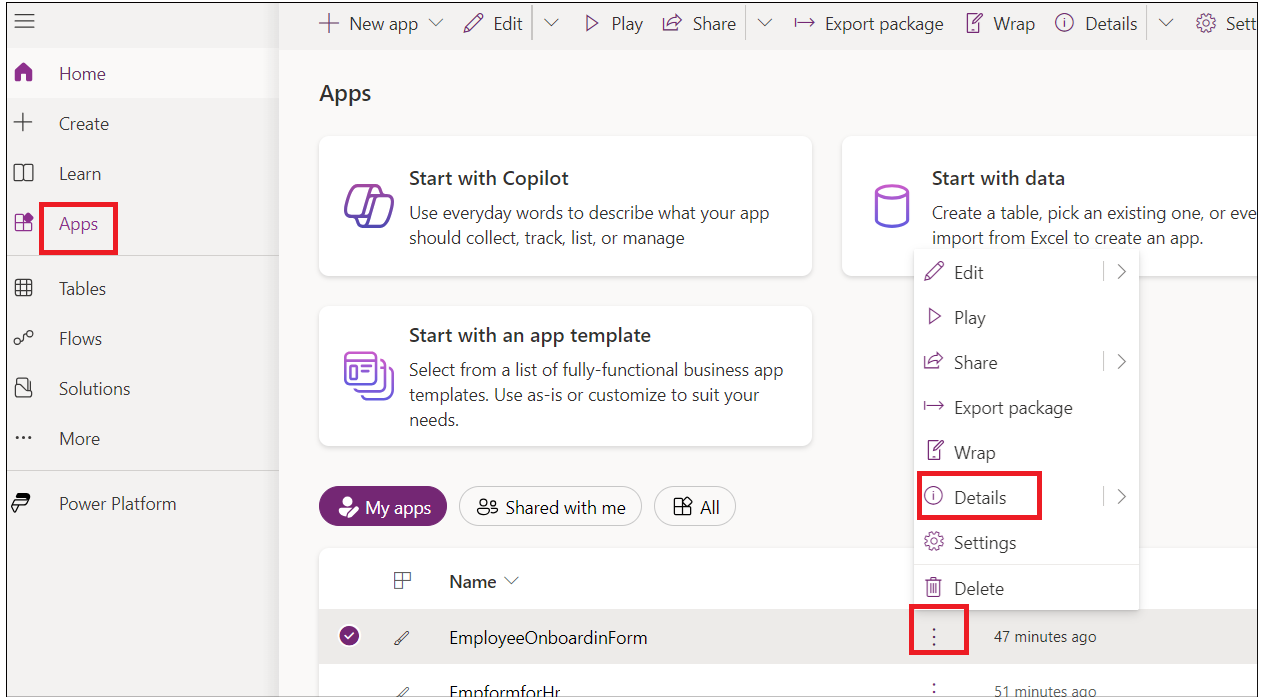 New app
Edit
Play
Share
Export package
Wrap
Details
Sett
Home
Create
Learn
Apps
Tables
Flows
Solutions
More
Power Platform
Apps
Start with Copilot
Use everyday words to describe what your app
should collect, track, list, or manage
Start with data
Create a table, pick an existing one, or eve
import from Excel to create an app.
Start with an app template
Select from a list of fully-functional business app
templates. Use as-is or customize to suit your
needs.
Edit
Play
Share
Export package
Wrap
Details
Settings
Delete
My apps
Shared with me
All
Name
EmployeeOnboardinForm
47 minutes ago
EmpformforHr
51 minutes ago